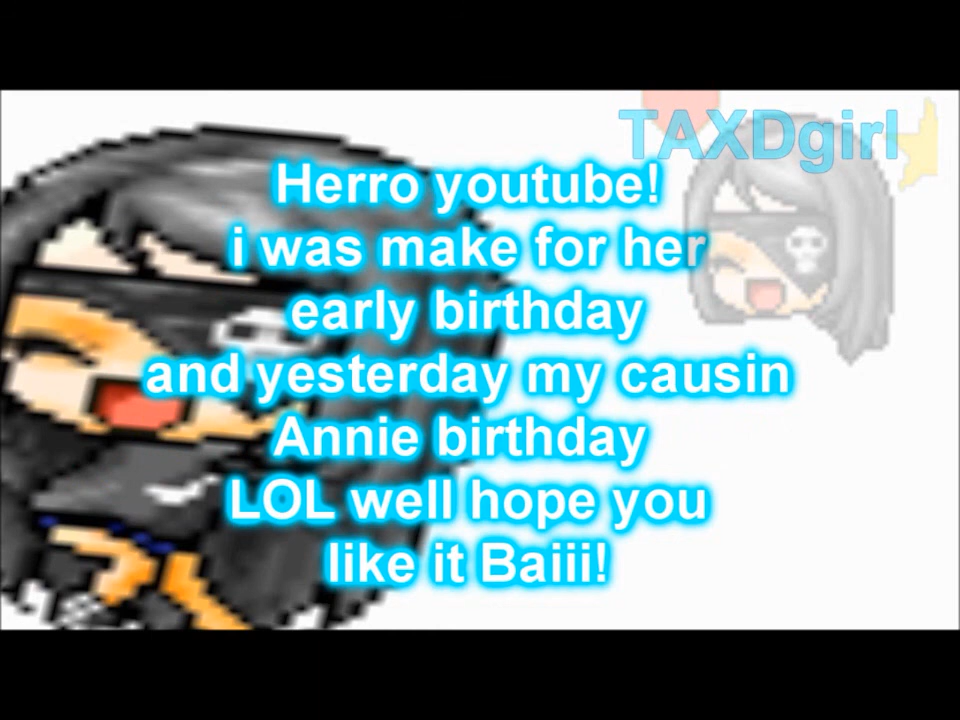 TAXDgirl
Herro youtube!
i was make for her
early birthday
and yesterday my causin
Annie birthday
LOL well hope you
like it Baiii!